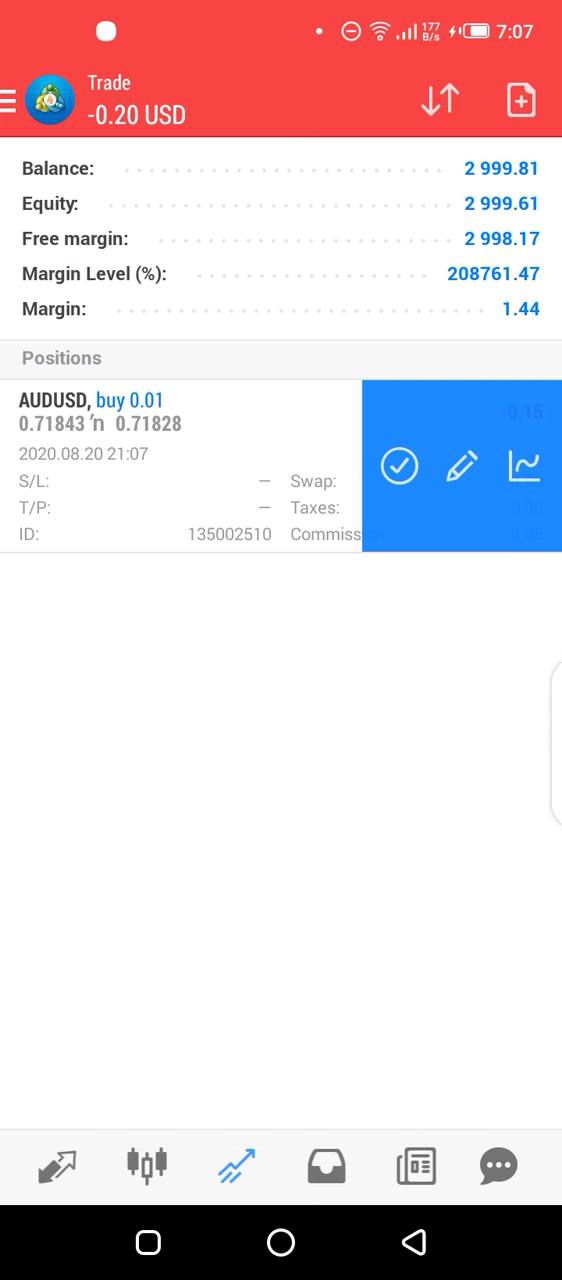 177 B/s 7:07
Trade
-0.20 USD
Balance: 2 999.81
Equity: 2 999.61
Free margin: 2 998.17
Margin Level (%): 208761.47
Margin: 1.44
Positions
AUDUSD, buy 0.01 -0.15
0.71843 ’n 0.71828
2020.08.20 21:07
S/L: – Swap:
T/P: – Taxes:
ID: 135002510 Commission